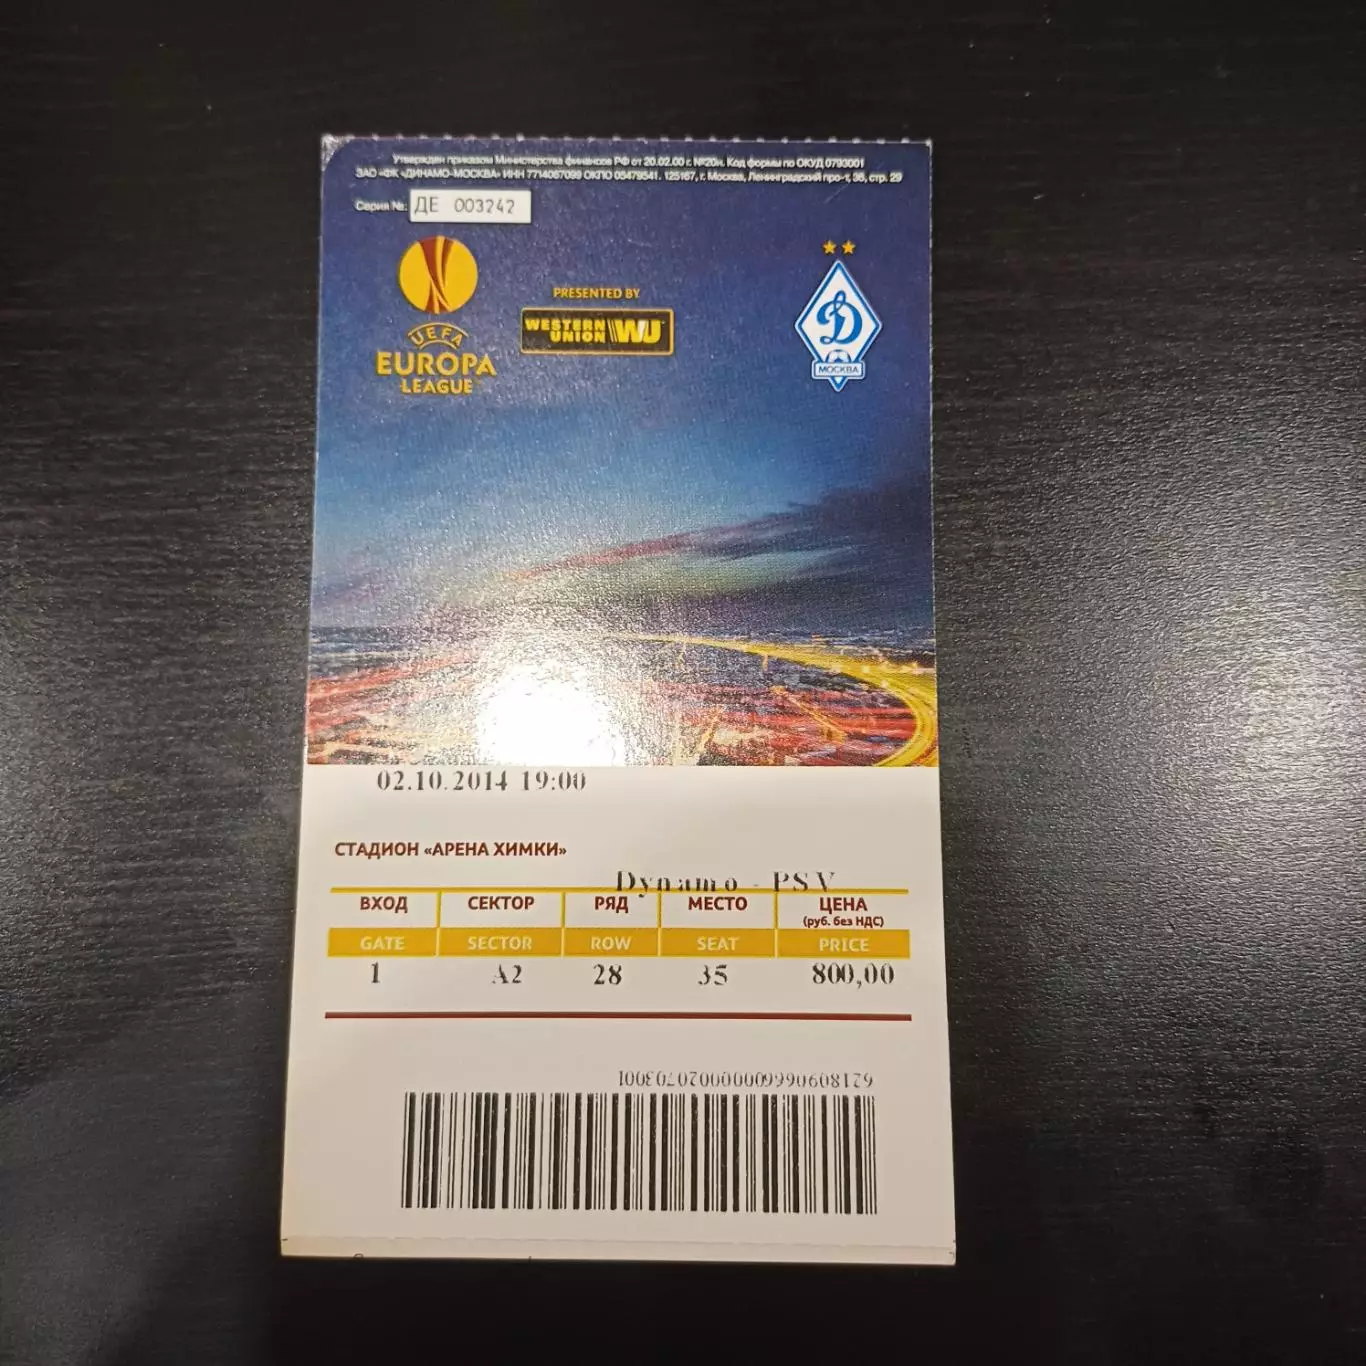 Утвержден приказом Министерства финансов РФ от 20.02.00 г. №20н. Код формы по ОКУД 0793001
ЗАО «ФК «ДИНАМО-МОСКВА» ИНН 7714067099 ОКПО 05479541. 125167, г. Москва, Ленинградский про-т, 36, стр. 29
Серия №: ДЕ 003242
UEFA
EUROPA
LEAGUE
PRESENTED BY
WESTERN UNION WU
Д
МОСКВА
02.10.2014 19:00
СТАДИОН «АРЕНА ХИМКИ»
Dynamo - PSV
ВХОД СЕКТОР РЯД МЕСТО ЦЕНА
(руб. без НДС)
GATE SECTOR ROW SEAT PRICE
1 A2 28 35 800,00